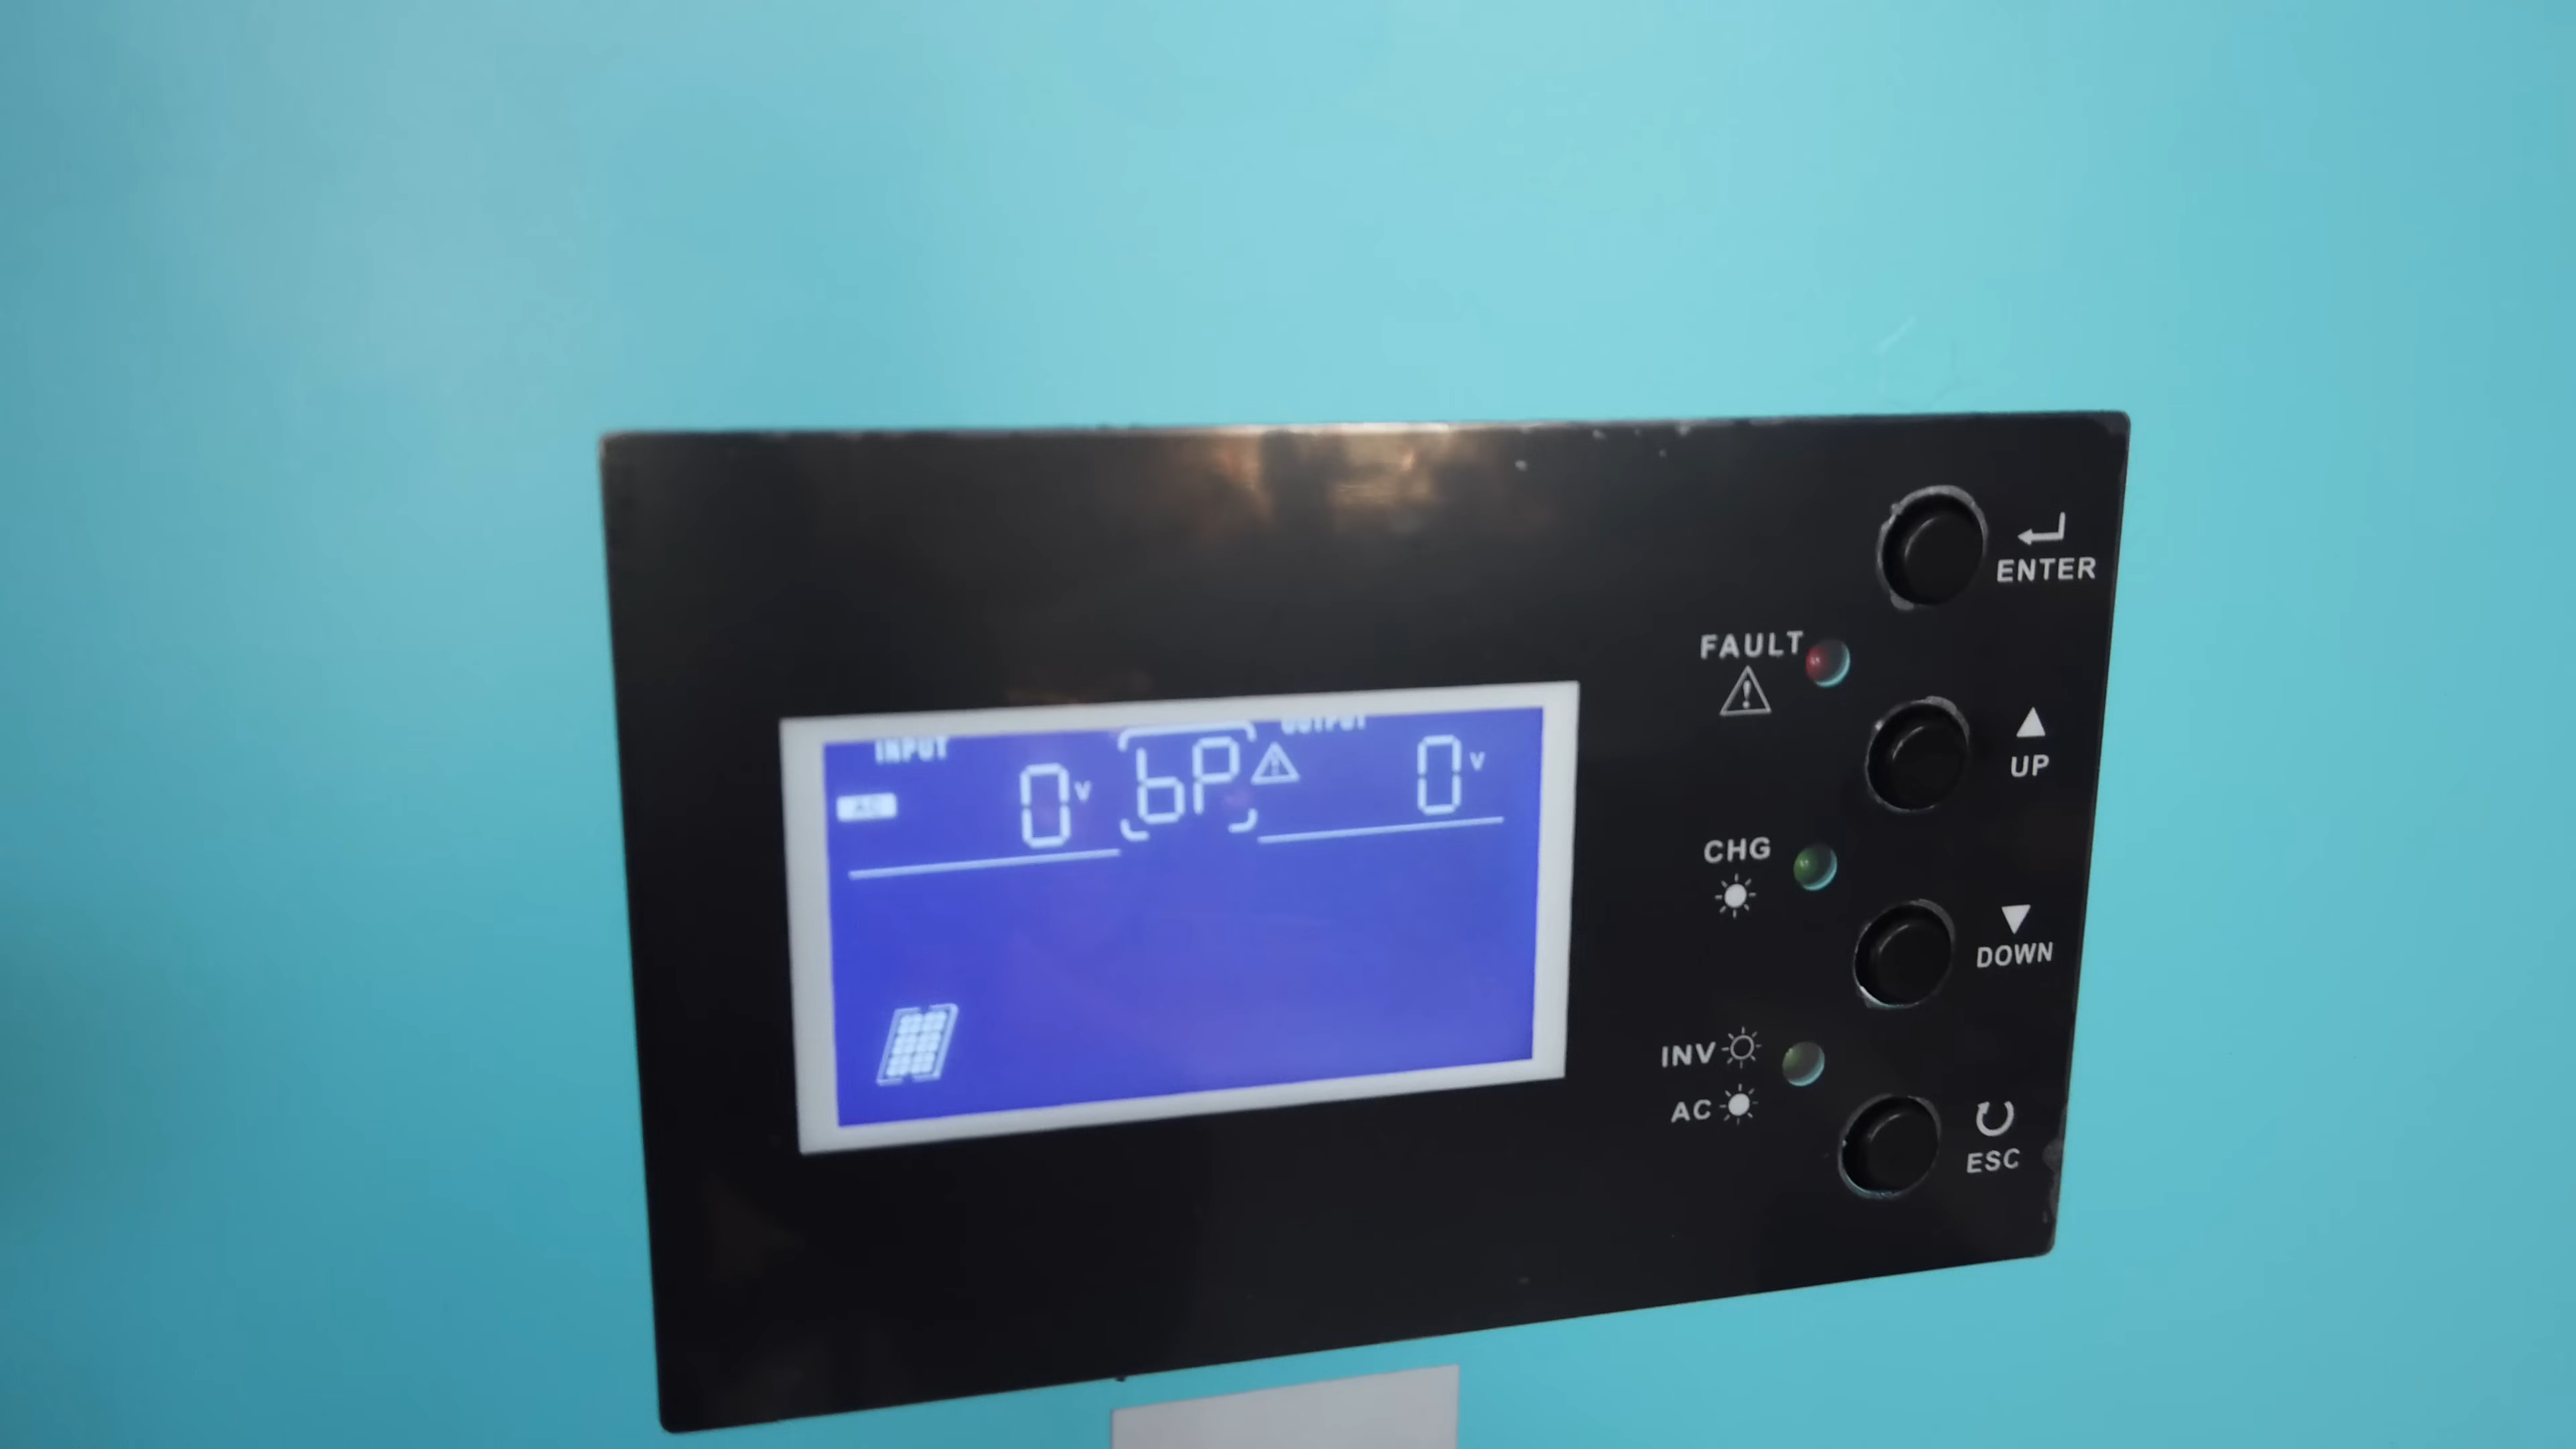 ENTER
FAULT
UP
INPUT
OUTPUT
AC 0V
bP
0V
CHG
DOWN
INV
AC
ESC